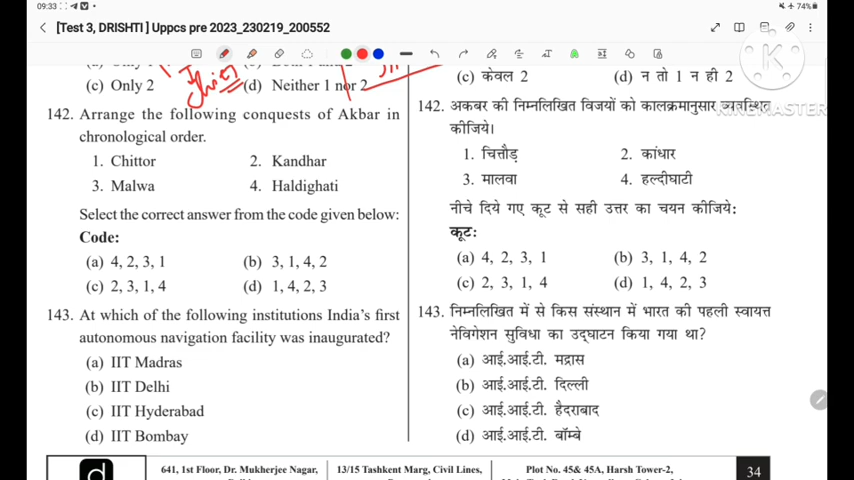 09:33
74%
[Test 3, DRISHTI ] Uppcs pre 2023_230219_200552
KINEMASTER
(c) Only 2
(d) Neither 1 nor 2
142. Arrange the following conquests of Akbar in
chronological order.
1. Chittor
2. Kandhar
3. Malwa
4. Haldighati
Select the correct answer from the code given below:
Code:
(a) 4, 2, 3, 1
(b) 3, 1, 4, 2
(c) 2, 3, 1, 4
(d) 1, 4, 2, 3
143. At which of the following institutions India's first
autonomous navigation facility was inaugurated?
(a) IIT Madras
(b) IIT Delhi
(c) IIT Hyderabad
(d) IIT Bombay
(c) केवल 2
(d) न तो 1 न ही 2
142. अकबर की निम्नलिखित विजयों को कालक्रमानुसार व्यवस्थित
कीजिये।
1. चित्तौड़
2. कांधार
3. मालवा
4. हल्दीघाटी
नीचे दिये गए कूट से सही उत्तर का चयन कीजिये:
कूट:
(a) 4, 2, 3, 1
(b) 3, 1, 4, 2
(c) 2, 3, 1, 4
(d) 1, 4, 2, 3
143. निम्नलिखित में से किस संस्थान में भारत की पहली स्वायत्त
नेविगेशन सुविधा का उद्घाटन किया गया था?
(a) आई.आई.टी. मद्रास
(b) आई.आई.टी. दिल्ली
(c) आई.आई.टी. हैदराबाद
(d) आई.आई.टी. बॉम्बे
641, 1st Floor, Dr. Mukherjee Nagar,
13/15 Tashkent Marg, Civil Lines,
Plot No. 45& 45A, Harsh Tower-2,
34